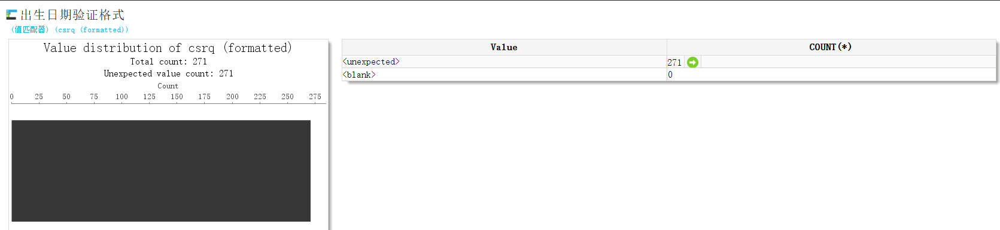 出生日期验证格式
(值匹配器) (csrq (formatted))
Value distribution of csrq (formatted)
Total count: 271
Unexpected value count: 271
Count
0 25 50 75 100 125 150 175 200 225 250 275
Value COUNT(*)
<unexpected> 271
<blank> 0